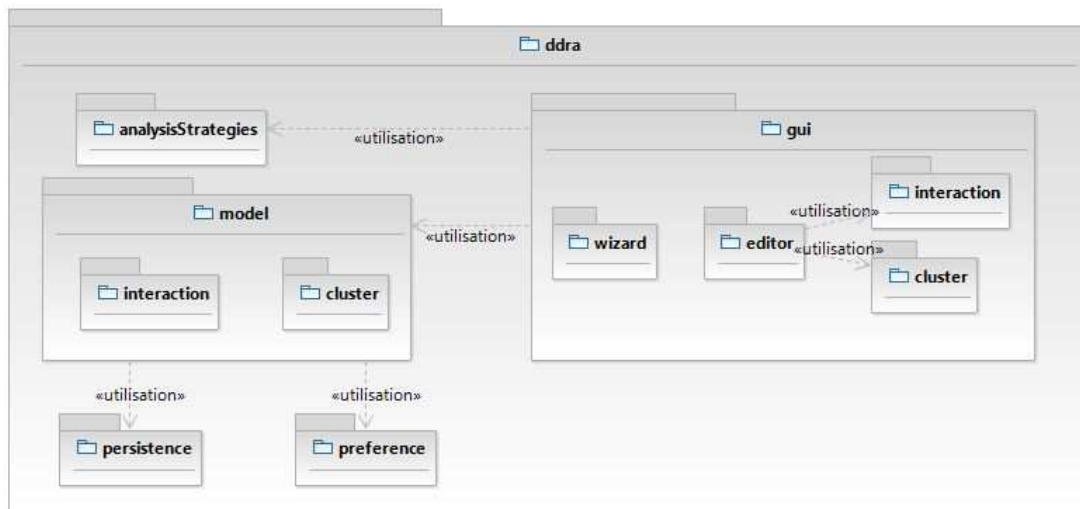 ddra
analysisStrategies
«utilisation»
gui
model
«utilisation»
interaction
cluster
wizard
editor
«utilisation»
interaction
«utilisation»
cluster
«utilisation»
«utilisation»
persistence
preference